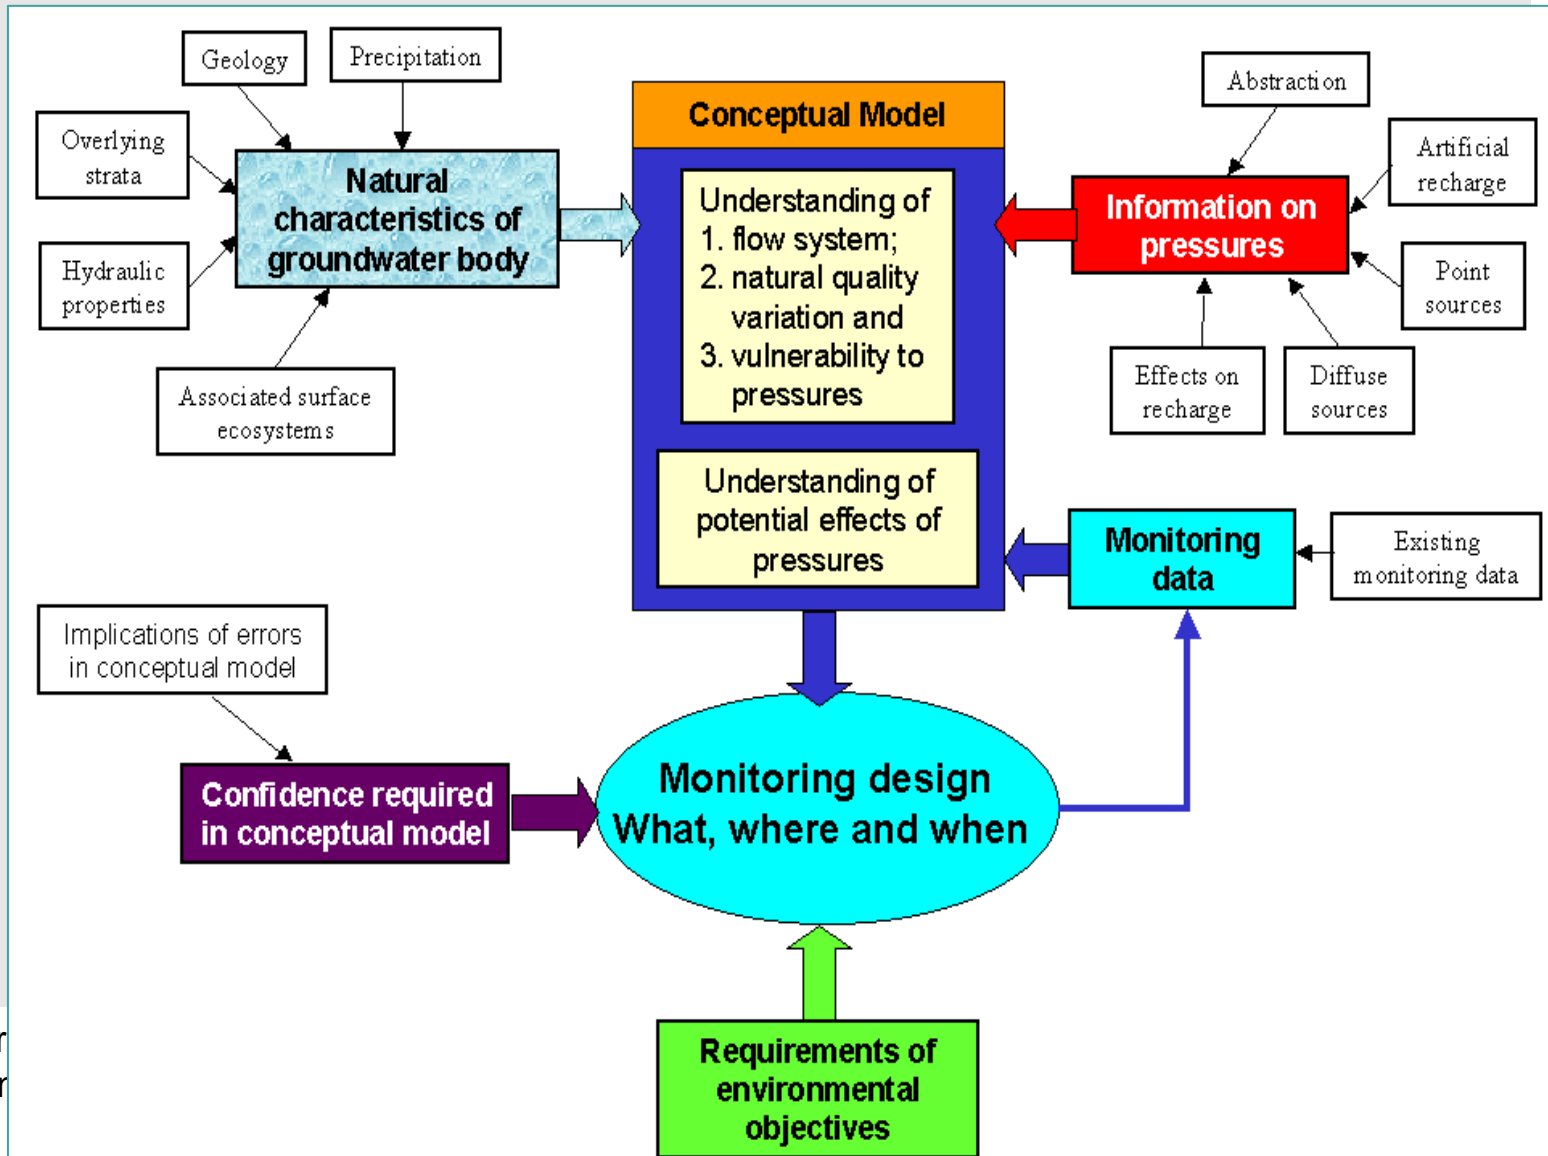 Geology
Precipitation
Overlying
strata
Hydraulic
properties
Associated surface
ecosystems
Natural
characteristics of
groundwater body
Conceptual Model
Understanding of
1. flow system;
2. natural quality
variation and
3. vulnerability to
pressures
Understanding of
potential effects of
pressures
Abstraction
Artificial
recharge
Information on
pressures
Point
sources
Effects on
recharge
Diffuse
sources
Monitoring
data
Existing
monitoring data
Implications of errors
in conceptual model
Confidence required
in conceptual model
Monitoring design
What, where and when
Requirements of
environmental
objectives